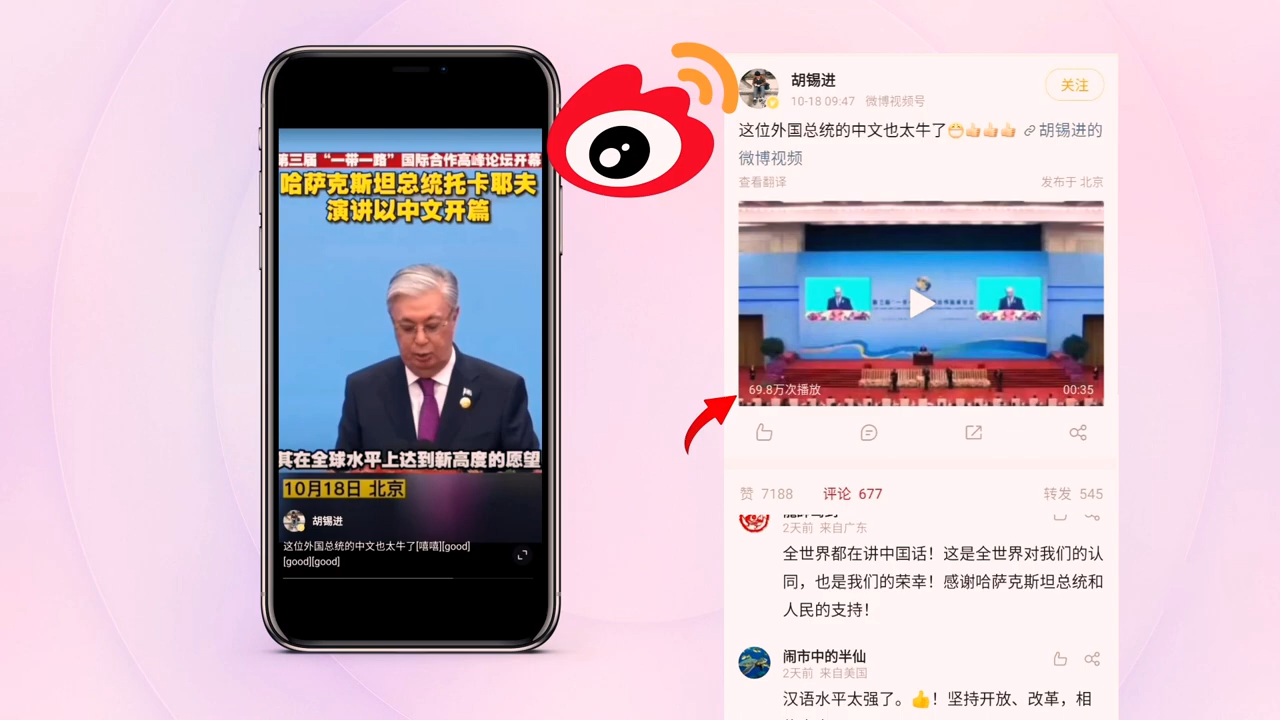 第三届“一带一路”国际合作高峰论坛开幕
哈萨克斯坦总统托卡耶夫
演讲以中文开篇
其在全球水平上达到新高度的愿望
10月18日 北京
胡锡进
这位外国总统的中文也太牛了[嘻嘻][good]
[good][good]
胡锡进
关注
10-18 09:47 微博视频号
这位外国总统的中文也太牛了😁👍👍👍 胡锡进的
微博视频
查看翻译
发布于 北京
69.8万次播放
00:35
赞 7188
评论 677
转发 545
2天前 来自广东
全世界都在讲中国话！这是全世界对我们的认
同，也是我们的荣幸！感谢哈萨克斯坦总统和
人民的支持！
闹市中的半仙
2天前 来自美国
汉语水平太强了。👍！坚持开放、改革，相